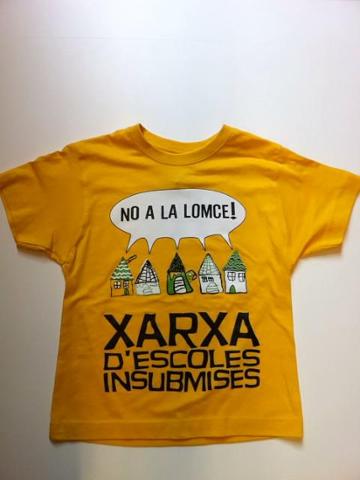 NO A LA LOMCE!
XARXA
D'ESCOLES
INSUBMISES